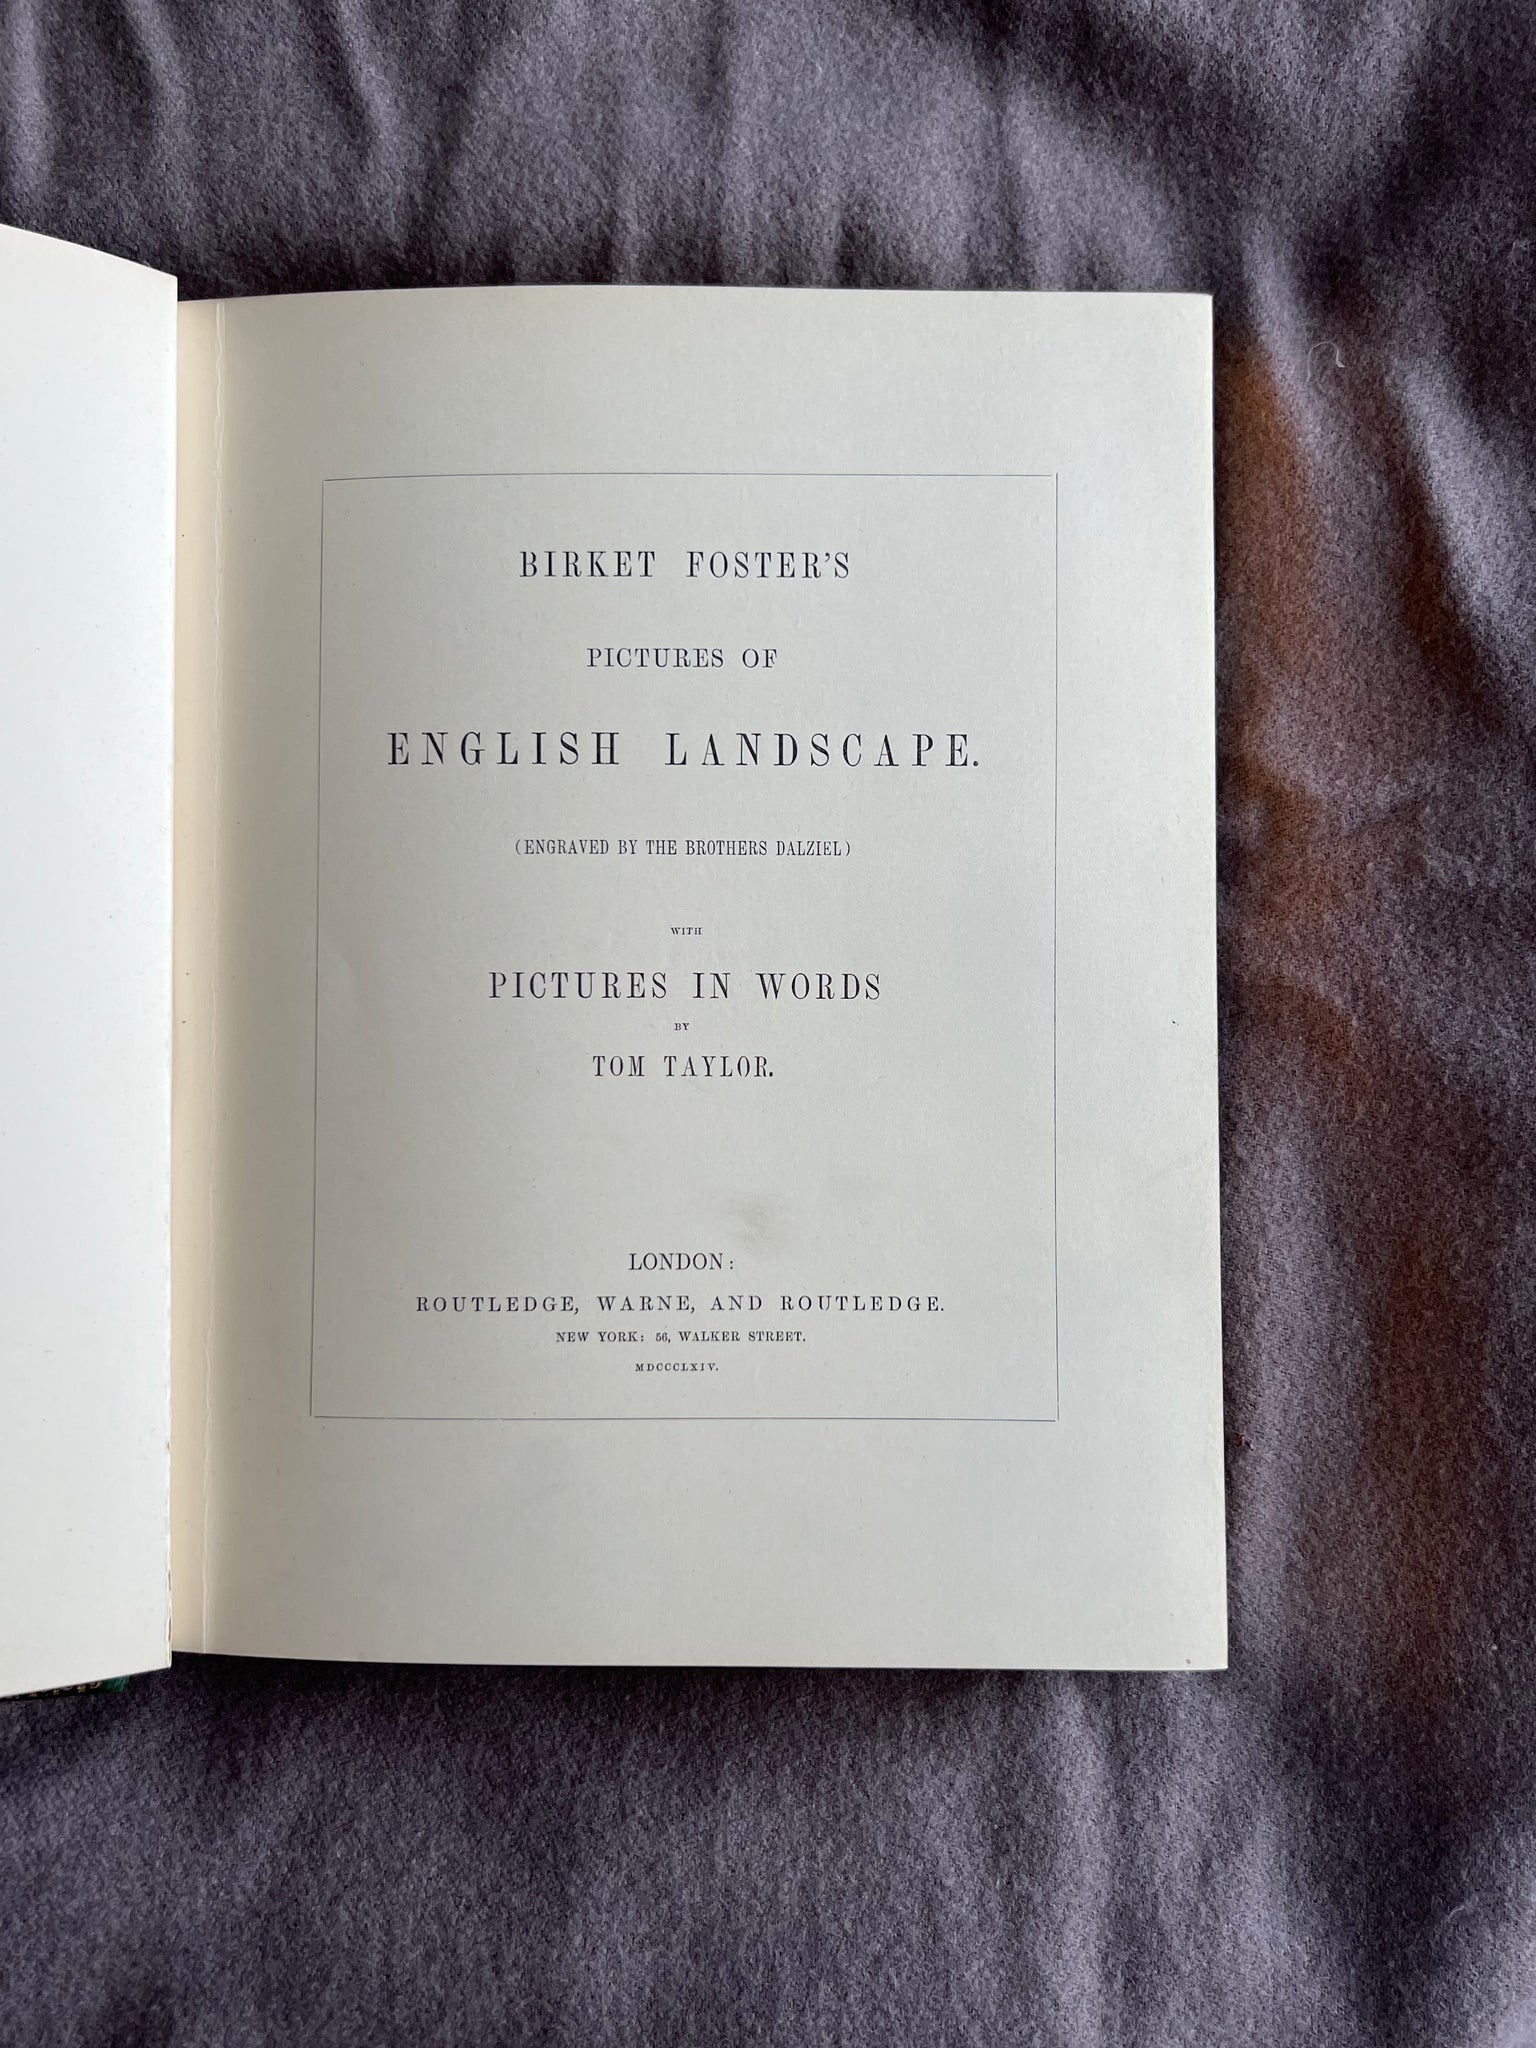 BIRKET FOSTER'S
PICTURES OF
ENGLISH LANDSCAPE.
(ENGRAVED BY THE BROTHERS DALZIEL)
WITH
PICTURES IN WORDS
BY
TOM TAYLOR.
LONDON:
ROUTLEDGE, WARNE, AND ROUTLEDGE.
NEW YORK: 56, WALKER STREET.
MDCCCLXIV.